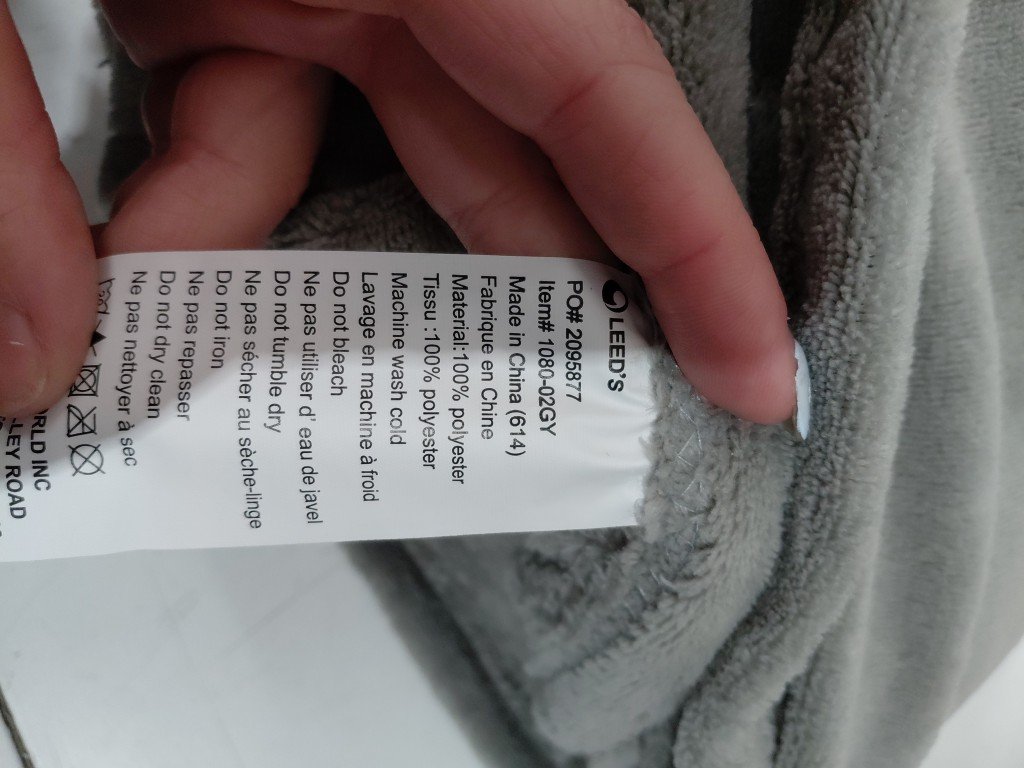 LEED'S
PO# 2095877
Item# 1080-02GY
Made in China (614)
Fabrique en Chine
Material:100% polyester
Tissu :100% polyester
Machine wash cold
Lavage en machine à froid
Do not bleach
Ne pas utiliser d' eau de javel
Do not tumble dry
Ne pas sécher au sèche-linge
Do not iron
Ne pas repasser
Do not dry clean
Ne pas nettoyer à sec
INC
ROAD